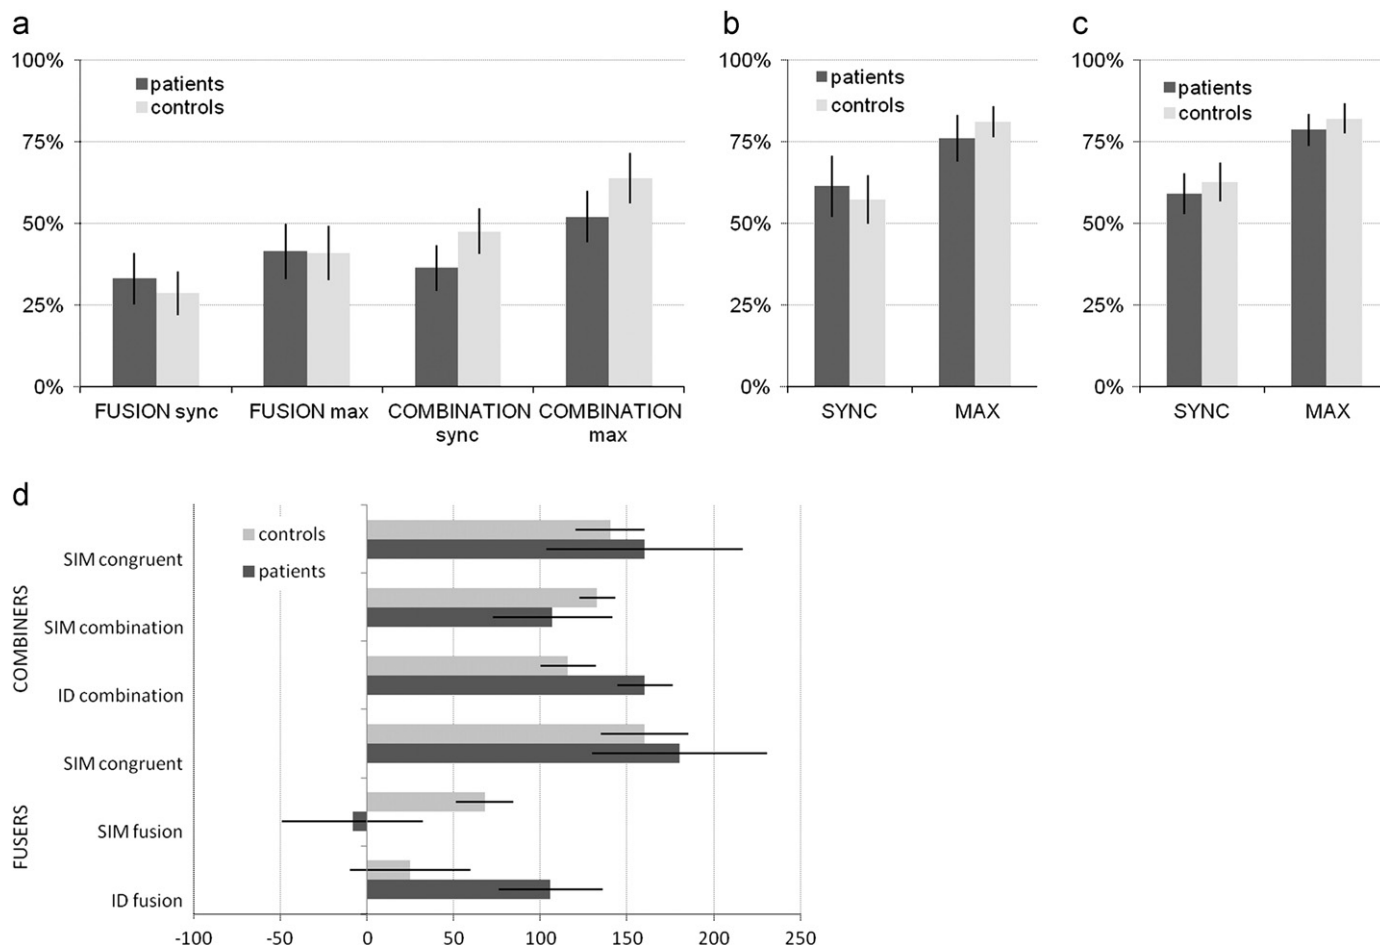 a
100%
75%
50%
25%
0%
patients
controls
FUSION sync
FUSION max
COMBINATION
sync
COMBINATION
max
b
100%
75%
50%
25%
0%
patients
controls
SYNC
MAX
c
100%
75%
50%
25%
0%
patients
controls
SYNC
MAX
d
controls
patients
COMBINERS
SIM congruent
SIM combination
ID combination
FUSERS
SIM congruent
SIM fusion
ID fusion
-100
-50
0
50
100
150
200
250